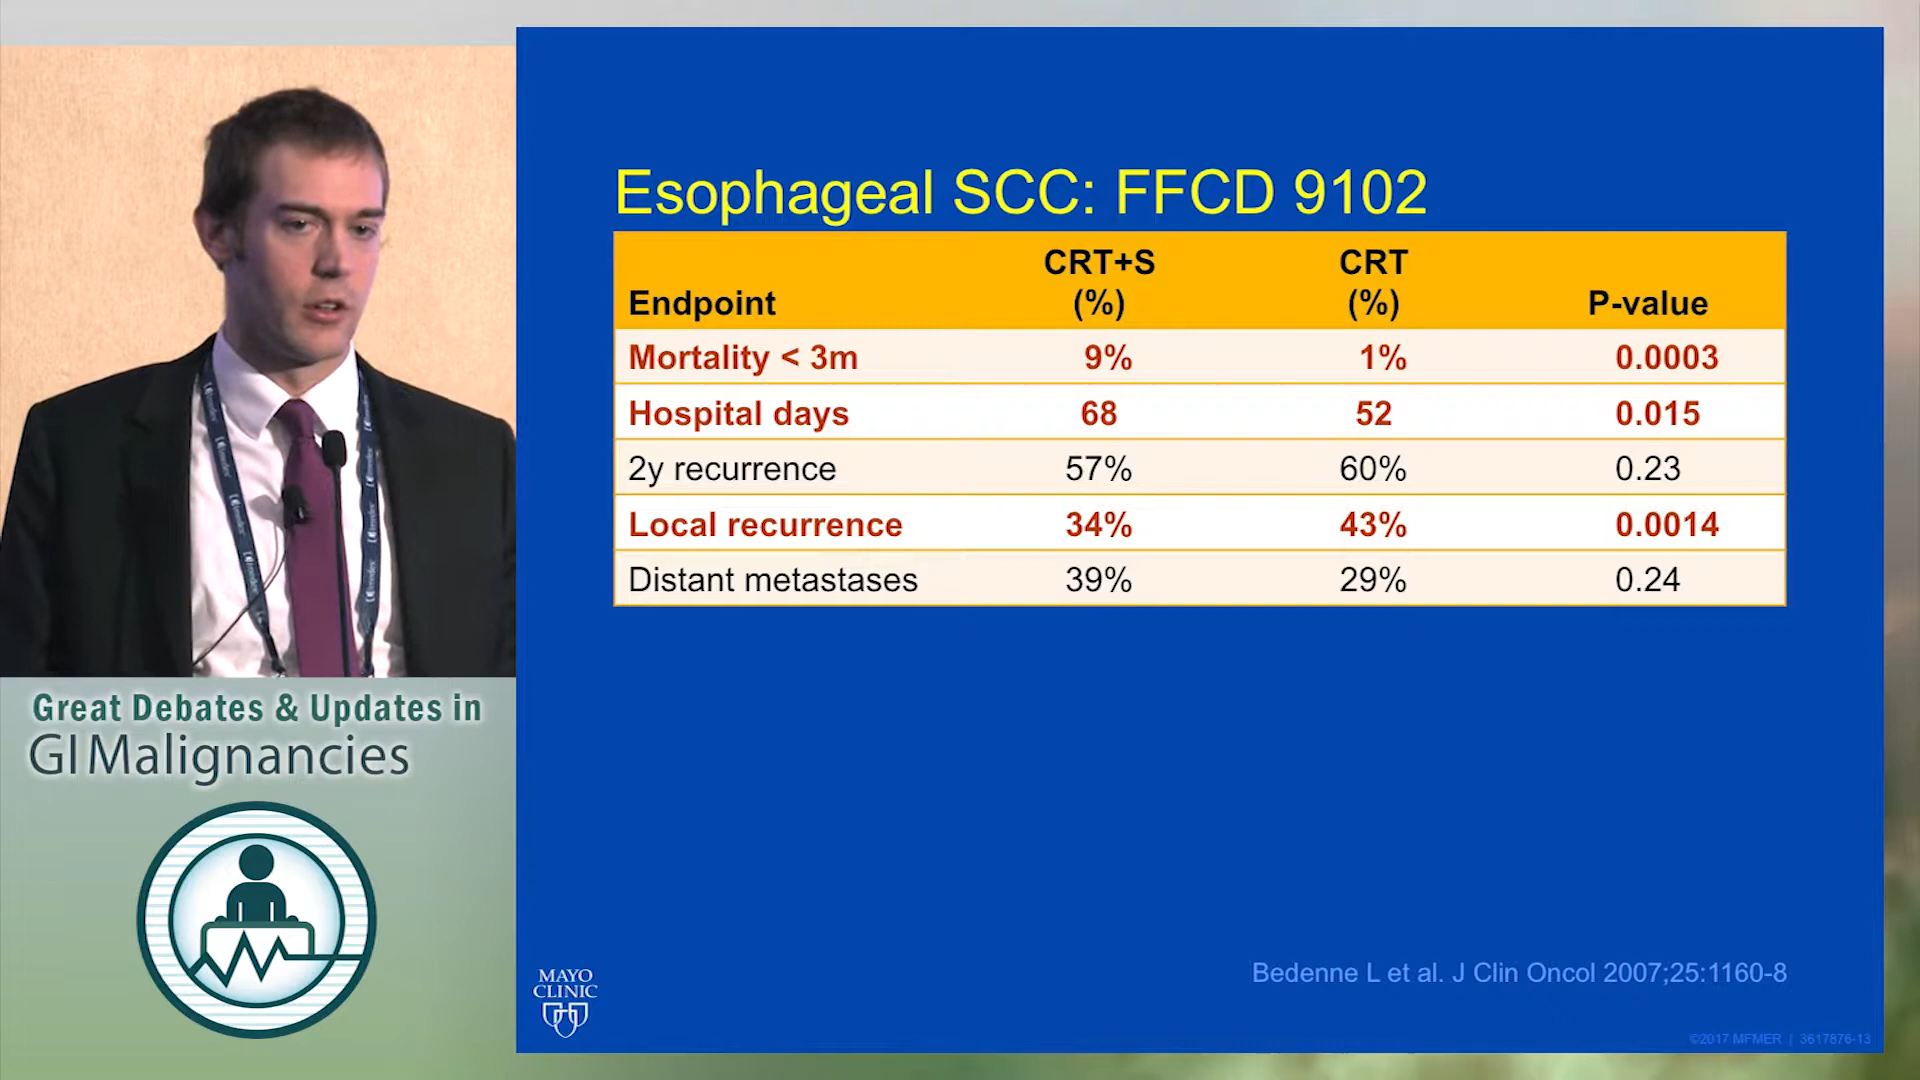 Esophageal SCC: FFCD 9102
Endpoint CRT+S (%) CRT (%) P-value
Mortality < 3m 9% 1% 0.0003
Hospital days 68 52 0.015
2y recurrence 57% 60% 0.23
Local recurrence 34% 43% 0.0014
Distant metastases 39% 29% 0.24
Bedenne L et al. J Clin Oncol 2007;25:1160-8
MAYO
CLINIC
©2017 MFMER | 3617876-13
Great Debates & Updates in
GI Malignancies